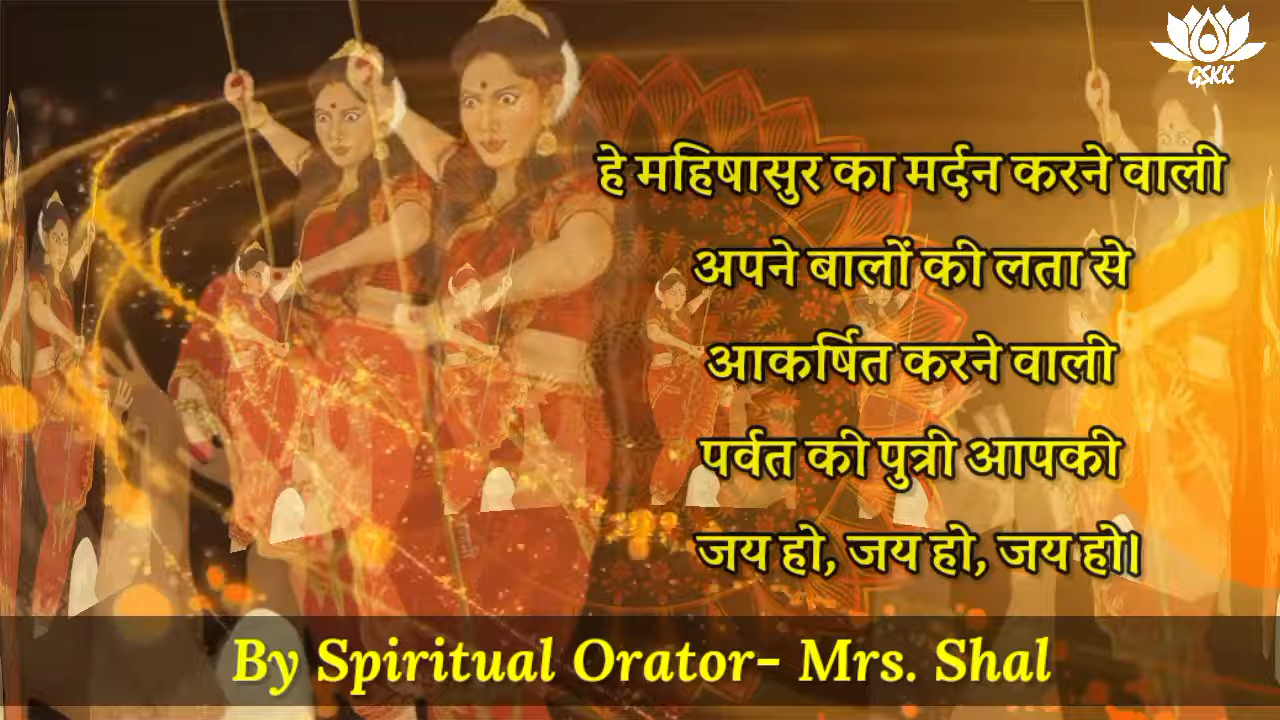 GSKK
हे महिषासुर का मर्दन करने वाली
अपने बालों की लता से
आकर्षित करने वाली
पर्वत की पुत्री आपकी
जय हो, जय हो, जय हो।
By Spiritual Orator- Mrs. Shal